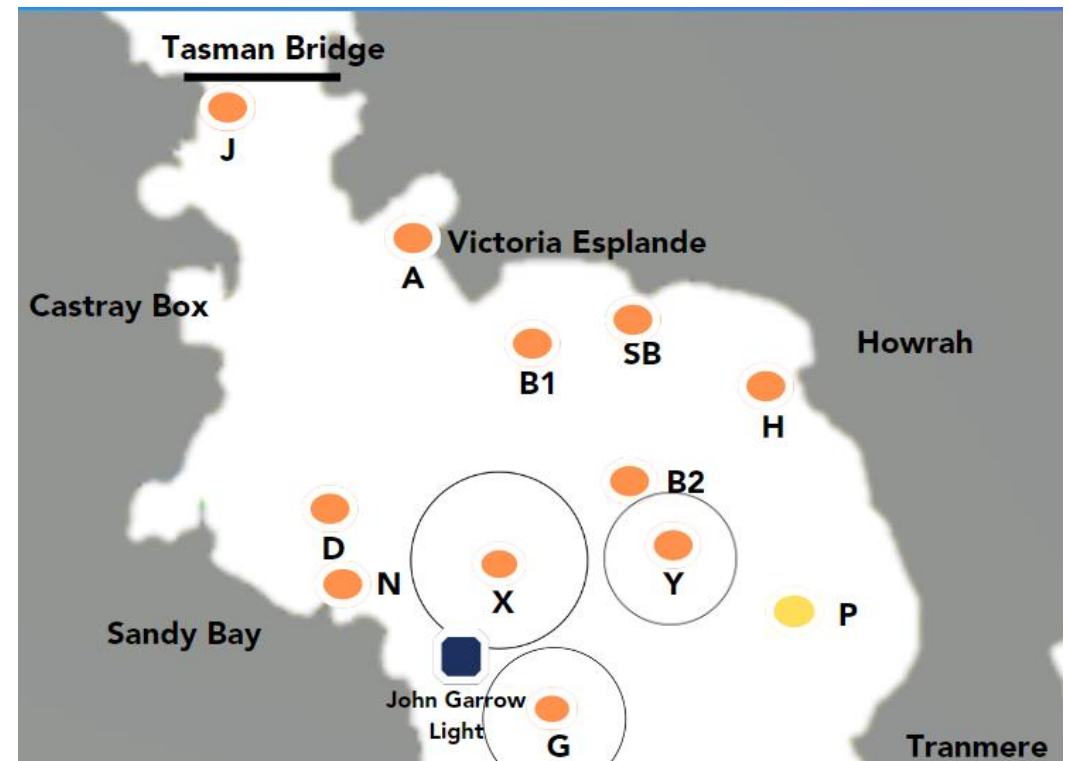 Tasman Bridge
J
Victoria Esplande
A
Castray Box
Howrah
SB
B1
H
B2
D
N
Y
X
P
Sandy Bay
John Garrow
Light
G
Tranmere